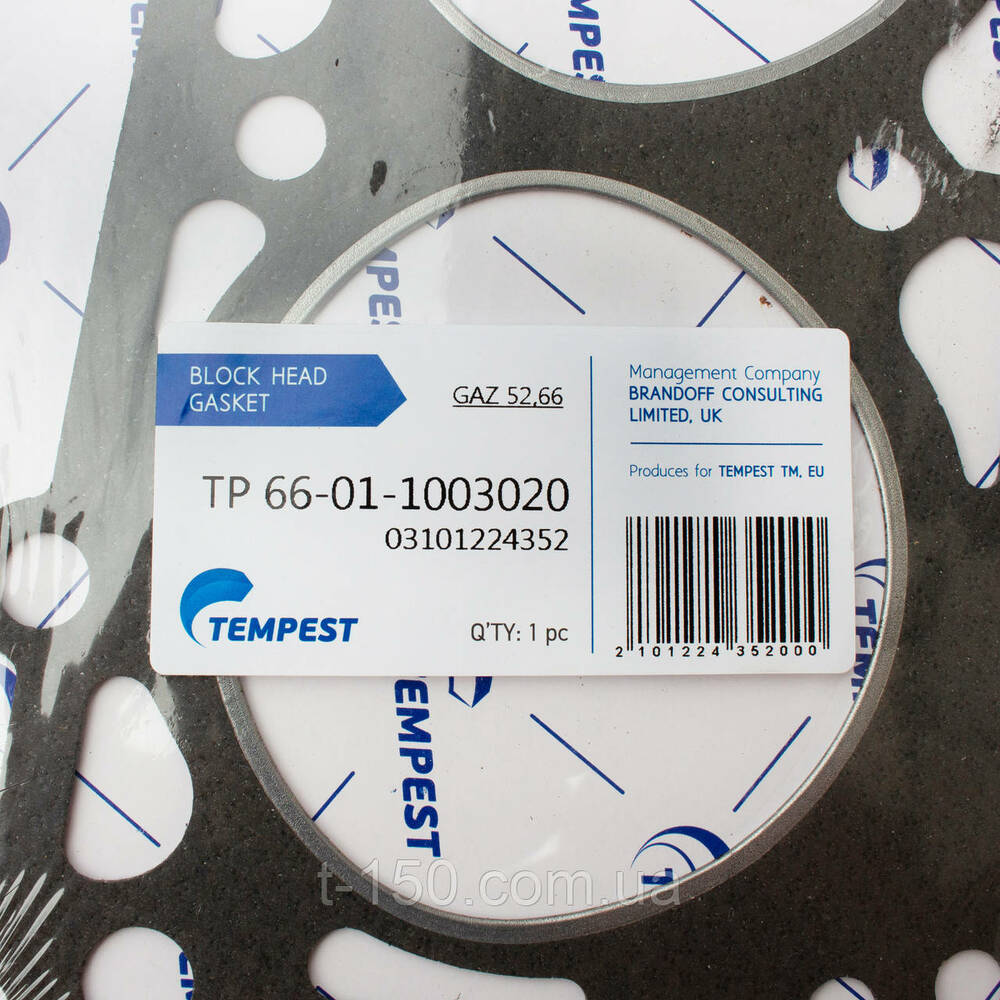 TEMPEST
BLOCK HEAD
GASKET
GAZ 52,66
TP 66-01-1003020
03101224352
TEMPEST
Q'TY: 1 pc
Management Company
BRANDOFF CONSULTING
LIMITED, UK
Produces for TEMPEST TM, EU
2 101224 352000
TEMPEST
t-150.com.ua